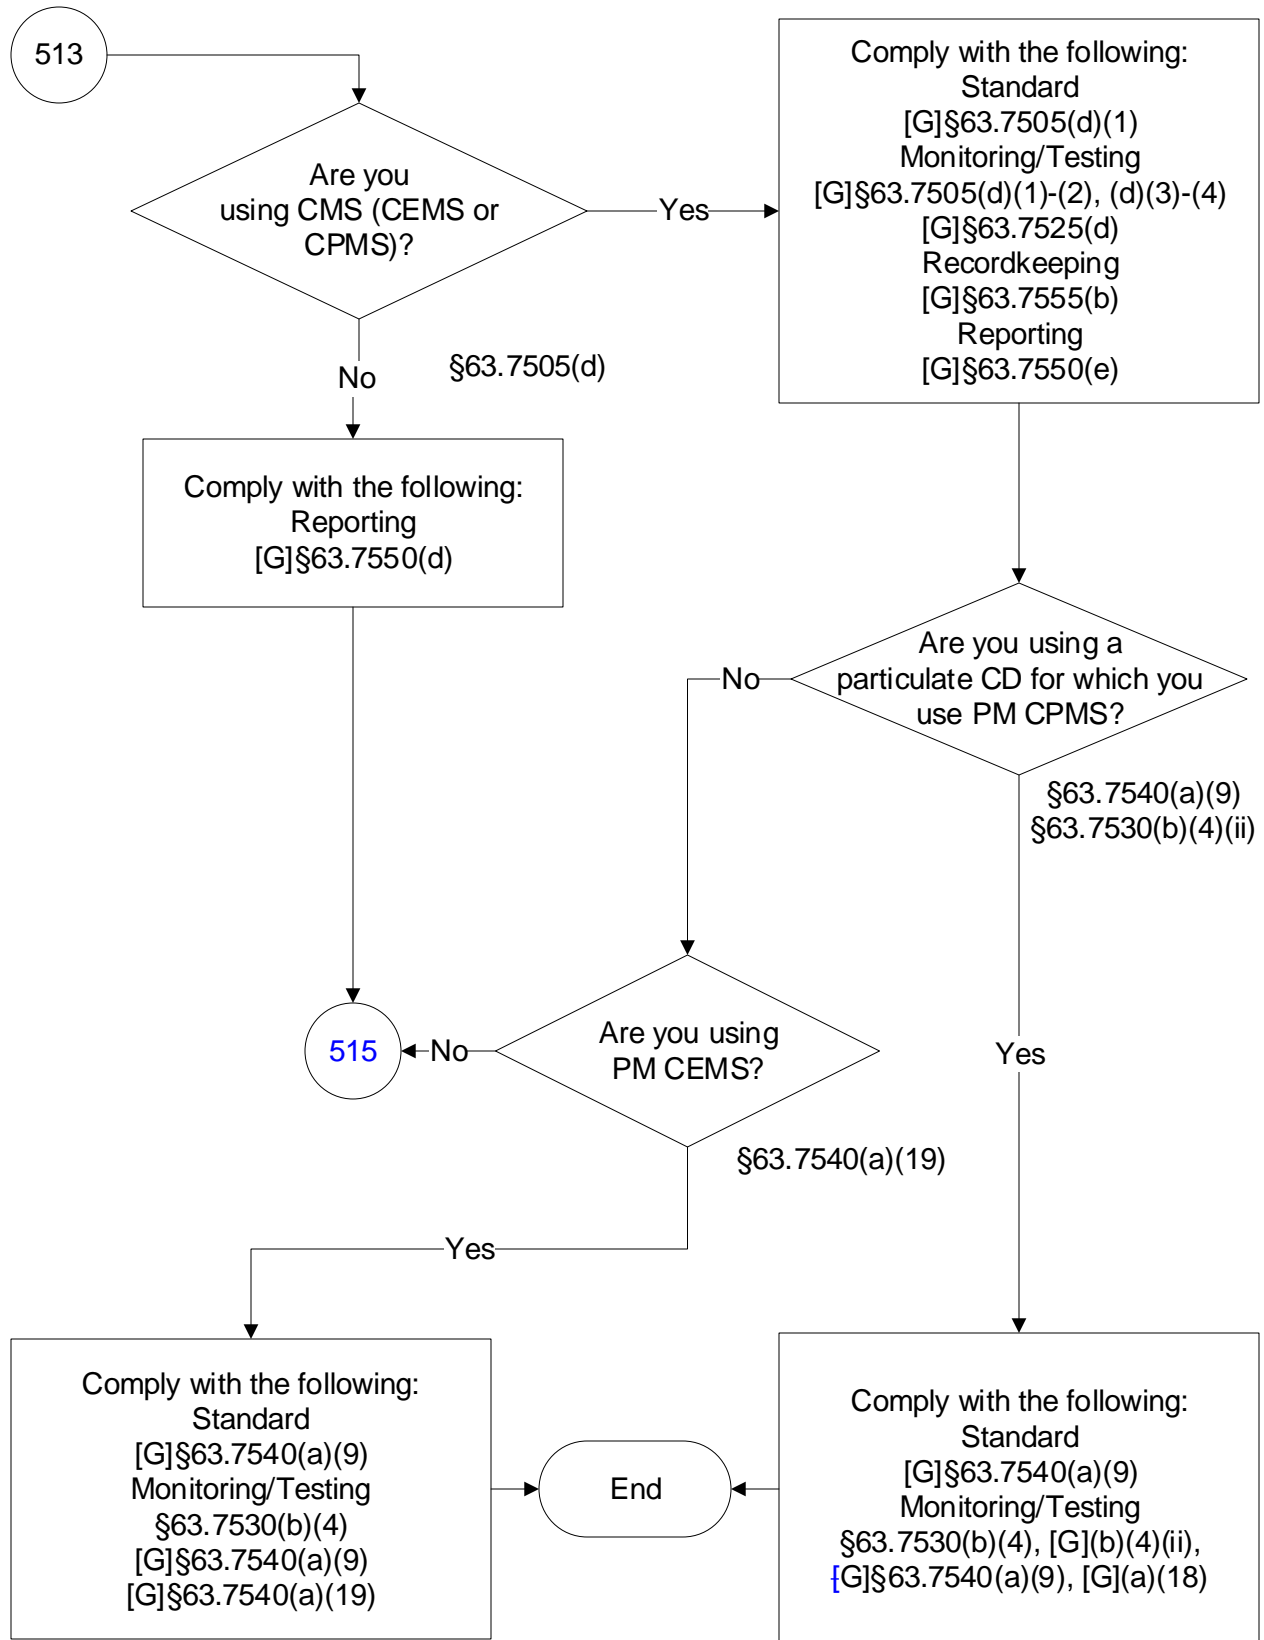 513
Are you
using CMS (CEMS or
CPMS)?
Yes
Comply with the following:
Standard
[G]§63.7505(d)(1)
Monitoring/Testing
[G]§63.7505(d)(1)-(2), (d)(3)-(4)
[G]§63.7525(d)
Recordkeeping
[G]§63.7555(b)
Reporting
[G]§63.7550(e)
No
§63.7505(d)
Comply with the following:
Reporting
[G]§63.7550(d)
Are you using a
particulate CD for which you
use PM CPMS?
No
§63.7540(a)(9)
§63.7530(b)(4)(ii)
Yes
Are you using
PM CEMS?
No
515
§63.7540(a)(19)
Yes
Comply with the following:
Standard
[G]§63.7540(a)(9)
Monitoring/Testing
§63.7530(b)(4)
[G]§63.7540(a)(9)
[G]§63.7540(a)(19)
End
Comply with the following:
Standard
[G]§63.7540(a)(9)
Monitoring/Testing
§63.7530(b)(4), [G](b)(4)(ii),
[G]§63.7540(a)(9), [G](a)(18)